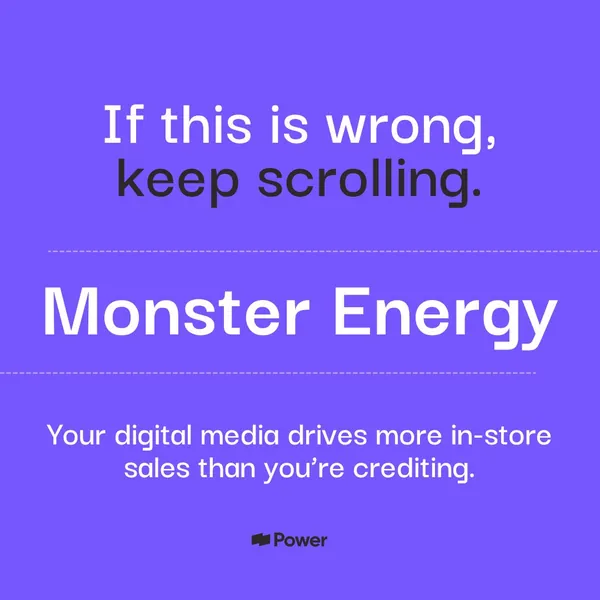 If this is wrong,
keep scrolling.
Monster Energy
Your digital media drives more in-store
sales than you’re crediting.
Power